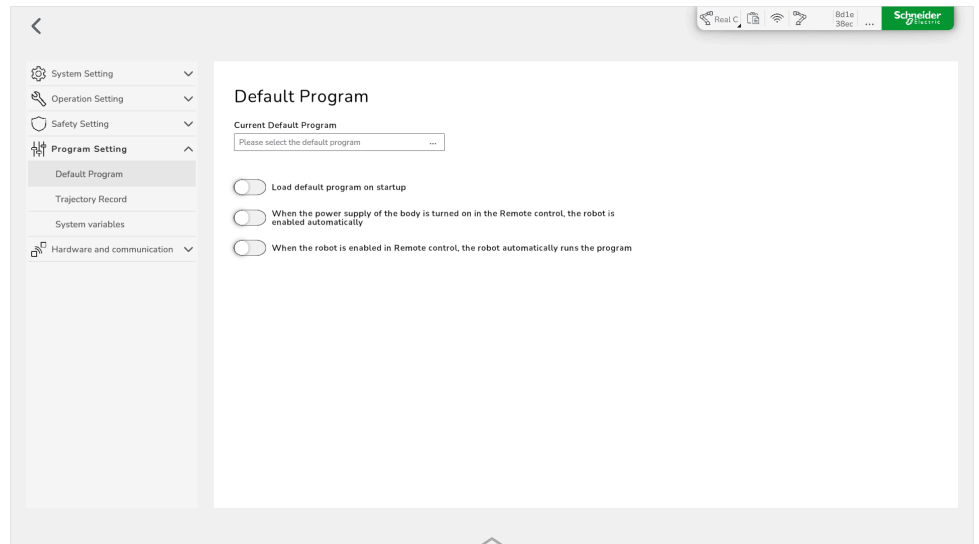 Real C
8d1e
38ec
...
Schneider
Electric
System Setting
Operation Setting
Safety Setting
Program Setting
Default Program
Trajectory Record
System variables
Hardware and communication
Default Program
Current Default Program
Please select the default program
...
Load default program on startup
When the power supply of the body is turned on in the Remote control, the robot is
enabled automatically
When the robot is enabled in Remote control, the robot automatically runs the program